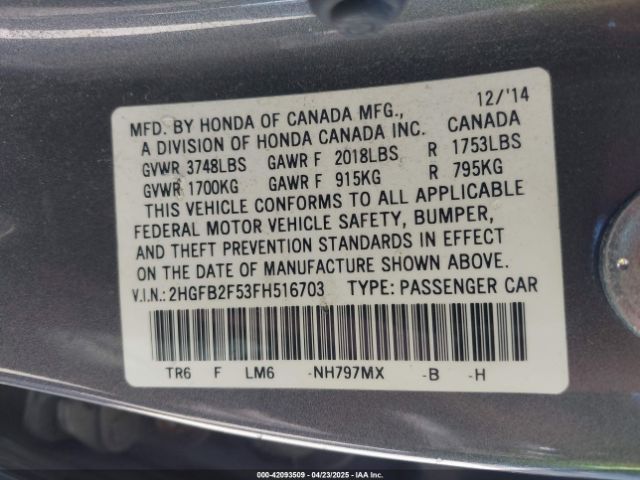 12/'14
MFD. BY HONDA OF CANADA MFG.,
A DIVISION OF HONDA CANADA INC. CANADA
GVWR 3748LBS GAWR F 2018LBS R 1753LBS
GVWR 1700KG GAWR F 915KG R 795KG
THIS VEHICLE CONFORMS TO ALL APPLICABLE
FEDERAL MOTOR VEHICLE SAFETY, BUMPER,
AND THEFT PREVENTION STANDARDS IN EFFECT
ON THE DATE OF MANUFACTURE SHOWN ABOVE.
V.I.N.: 2HGFB2F53FH516703 TYPE: PASSENGER CAR
TR6 F LM6 -NH797MX -B -H
000-42093509 | 04/23/2025 - IAA Inc.